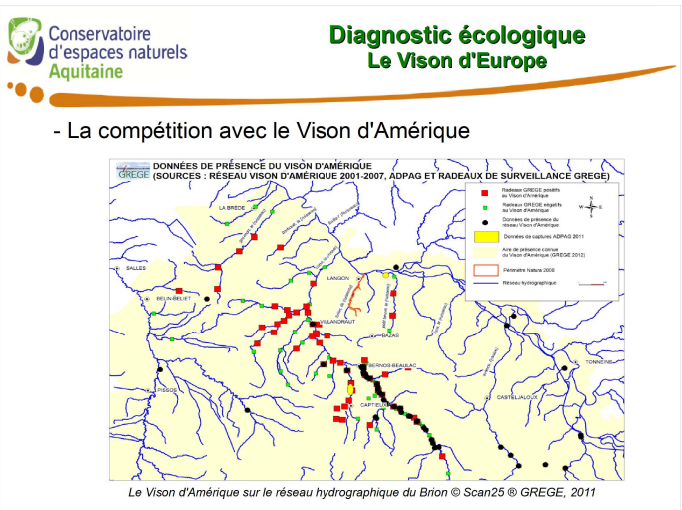 Conservatoire
d'espaces naturels
Aquitaine
Diagnostic écologique
Le Vison d'Europe
- La compétition avec le Vison d'Amérique
GREGE
DONNÉES DE PRÉSENCE DU VISON D'AMÉRIQUE
(SOURCES : RÉSEAU VISON D'AMÉRIQUE 2001-2007, ADPAG ET RADEAUX DE SURVEILLANCE GREGE)
Radeaux GREGE positifs
au Vison d'Amérique
Radeaux GREGE négatifs
au Vison d'Amérique
Données de présence du
réseau Vison d'Amérique
Données de captures ADPAG 2011
Aire de présence connue
du Vison d'Amérique (GREGE 2012)
Périmètre Natura 2000
Réseau hydrographique
N
W
E
S
LA BRÈDE
SALLES
LANGON
BELIN-BÉLIET
VILLANDRAUT
BAZAS
BERNOS-BEAULAC
TONNEINS
PISSOS
CAPTIEUX
CASTELJALOUX
Le Vison d'Amérique sur le réseau hydrographique du Brion © Scan25 ® GREGE, 2011